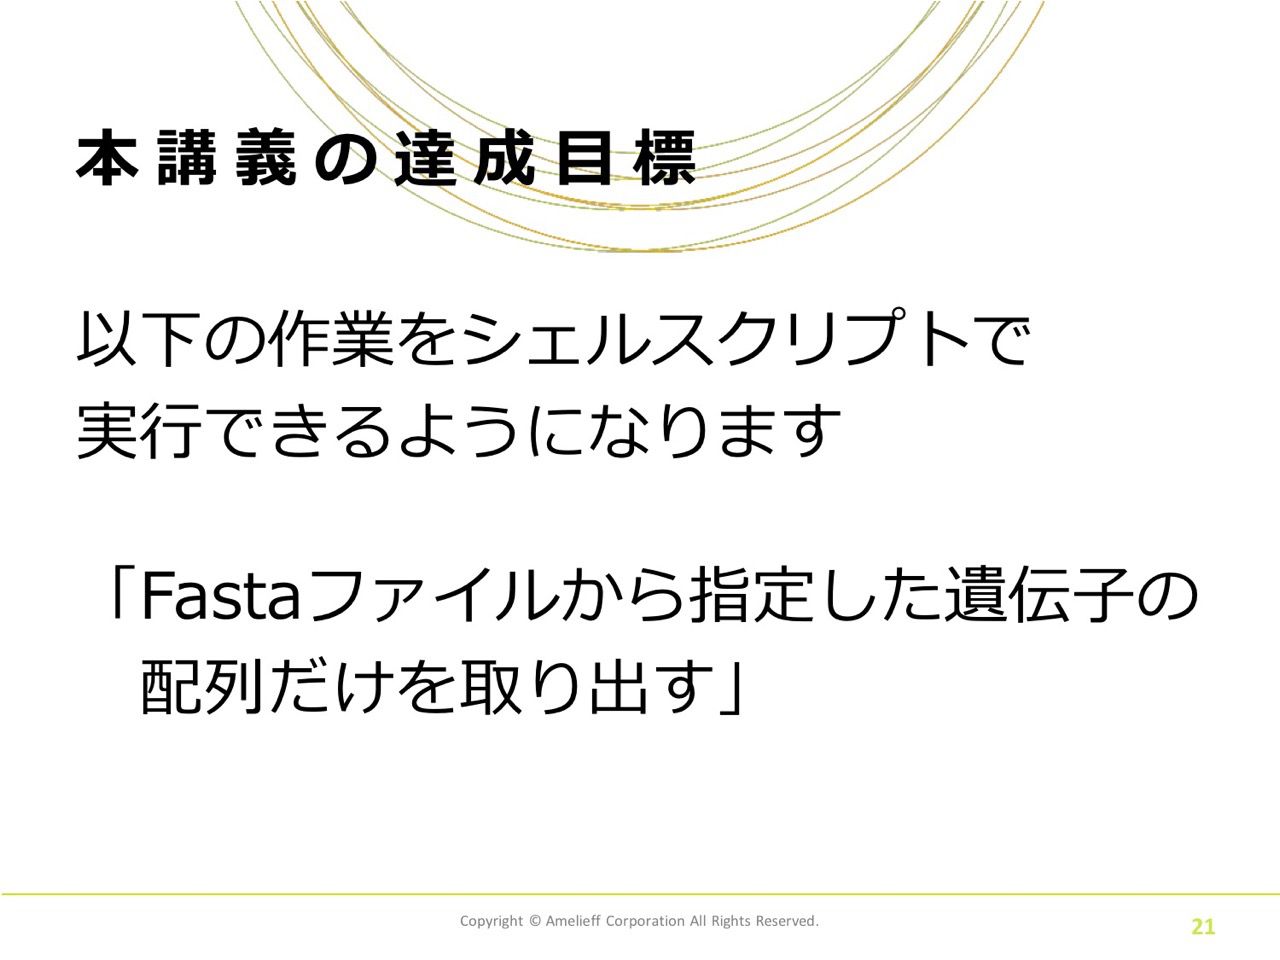 本講義の達成目標
以下の作業をシェルスクリプトで
実行できるようになります
「Fastaファイルから指定した遺伝子の
配列だけを取り出す」
Copyright © Amelieff Corporation All Rights Reserved.
21